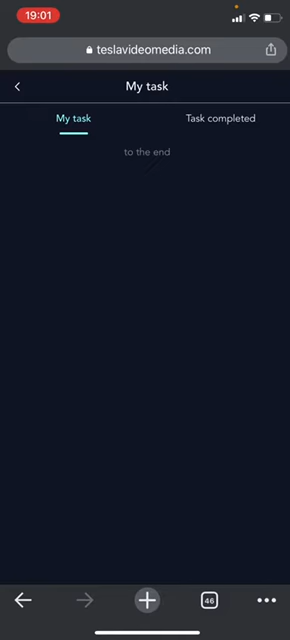 19:01
teslavideomedia.com
My task
My task
Task completed
to the end
46